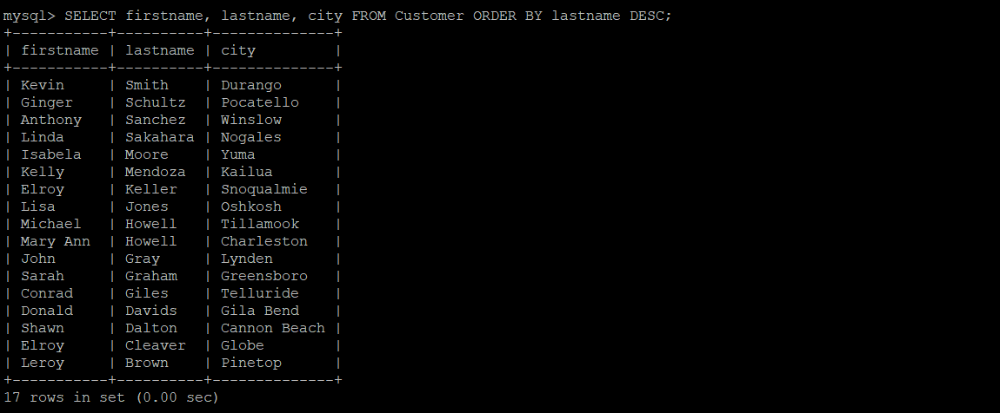 mysql> SELECT firstname, lastname, city FROM Customer ORDER BY lastname DESC;
+-----------+----------+--------------+
| firstname | lastname | city         |
+-----------+----------+--------------+
| Kevin     | Smith    | Durango      |
| Ginger    | Schultz  | Pocatello    |
| Anthony   | Sanchez  | Winslow      |
| Linda     | Sakahara | Nogales      |
| Isabela   | Moore    | Yuma         |
| Kelly     | Mendoza  | Kailua       |
| Elroy     | Keller   | Snoqualmie   |
| Lisa      | Jones    | Oshkosh      |
| Michael   | Howell   | Tillamook    |
| Mary Ann  | Howell   | Charleston   |
| John      | Gray     | Lynden       |
| Sarah     | Graham   | Greensboro   |
| Conrad    | Giles    | Telluride    |
| Donald    | Davids   | Gila Bend    |
| Shawn     | Dalton   | Cannon Beach |
| Elroy     | Cleaver  | Globe        |
| Leroy     | Brown    | Pinetop      |
+-----------+----------+--------------+
17 rows in set (0.00 sec)